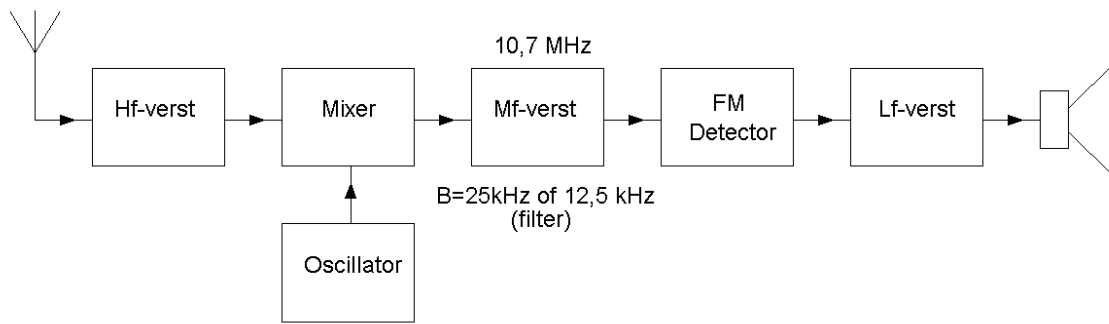 10,7 MHz
Hf-verst
Mixer
Mf-verst
FM
Detector
Lf-verst
B=25kHz of 12,5 kHz
(filter)
Oscillator